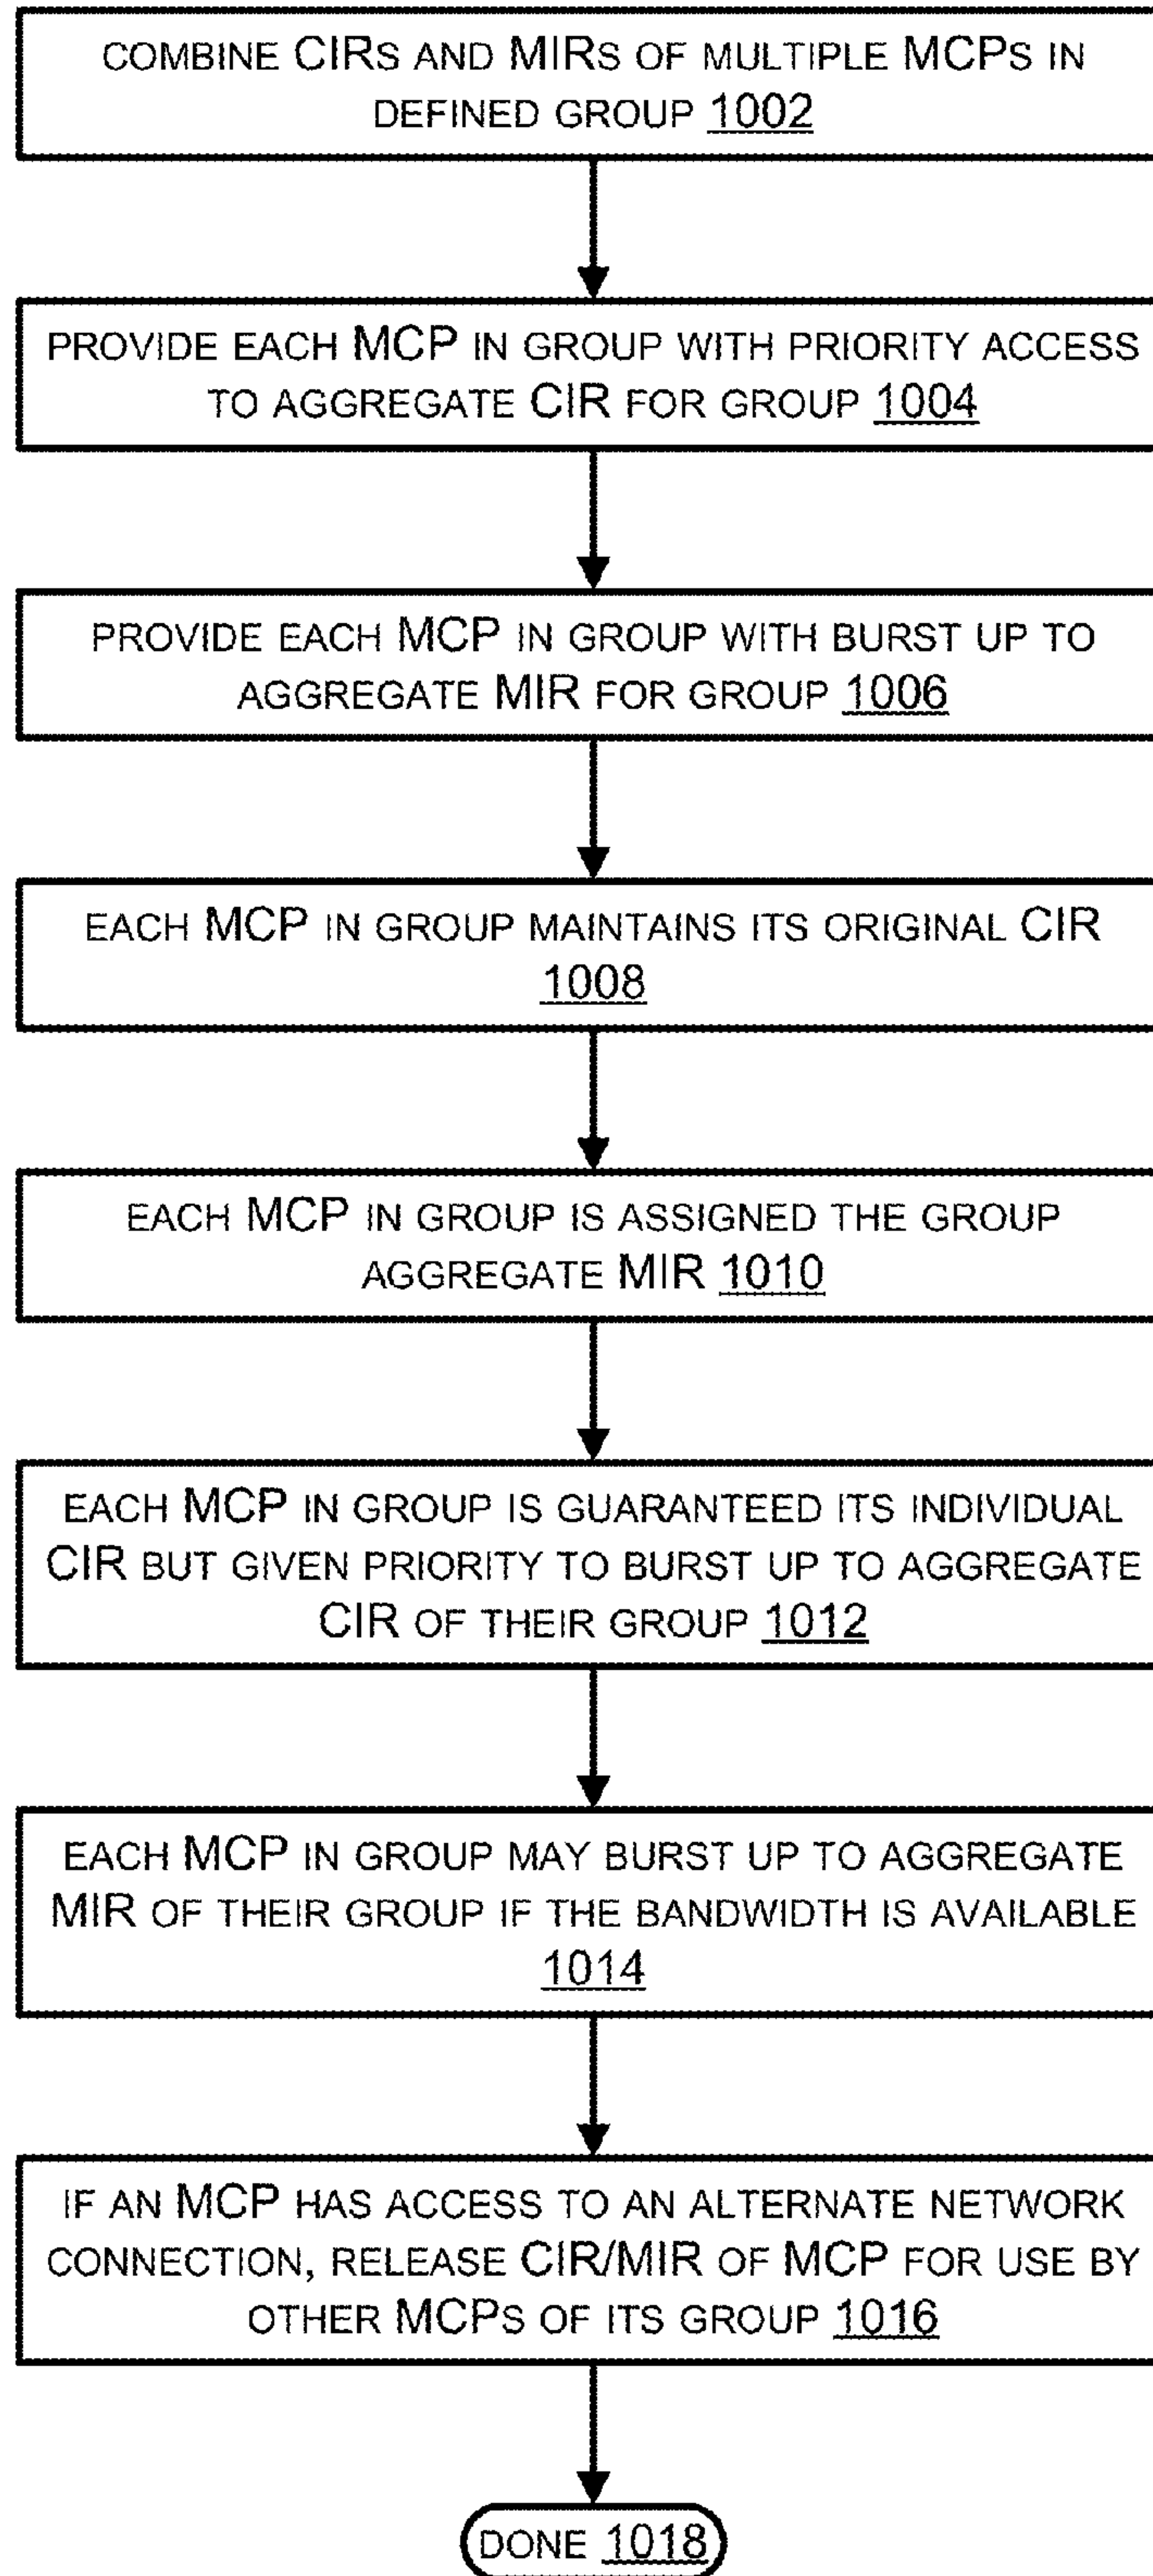 COMBINE CIRS AND MIRS OF MULTIPLE MCPS IN
DEFINED GROUP 1002
PROVIDE EACH MCP IN GROUP WITH PRIORITY ACCESS
TO AGGREGATE CIR FOR GROUP 1004
PROVIDE EACH MCP IN GROUP WITH BURST UP TO
AGGREGATE MIR FOR GROUP 1006
EACH MCP IN GROUP MAINTAINS ITS ORIGINAL CIR
1008
EACH MCP IN GROUP IS ASSIGNED THE GROUP
AGGREGATE MIR 1010
EACH MCP IN GROUP IS GUARANTEED ITS INDIVIDUAL
CIR BUT GIVEN PRIORITY TO BURST UP TO AGGREGATE
CIR OF THEIR GROUP 1012
EACH MCP IN GROUP MAY BURST UP TO AGGREGATE
MIR OF THEIR GROUP IF THE BANDWIDTH IS AVAILABLE
1014
IF AN MCP HAS ACCESS TO AN ALTERNATE NETWORK
CONNECTION, RELEASE CIR/MIR OF MCP FOR USE BY
OTHER MCPS OF ITS GROUP 1016
DONE 1018